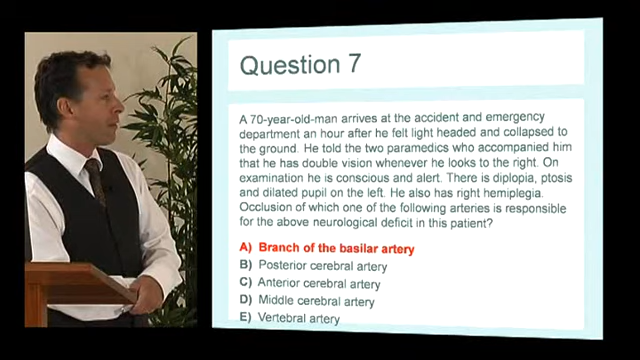 Question 7
A 70-year-old-man arrives at the accident and emergency
department an hour after he felt light headed and collapsed to
the ground. He told the two paramedics who accompanied him
that he has double vision whenever he looks to the right. On
examination he is conscious and alert. There is diplopia, ptosis
and dilated pupil on the left. He also has right hemiplegia.
Occlusion of which one of the following arteries is responsible
for the above neurological deficit in this patient?
A) Branch of the basilar artery
B) Posterior cerebral artery
C) Anterior cerebral artery
D) Middle cerebral artery
E) Vertebral artery